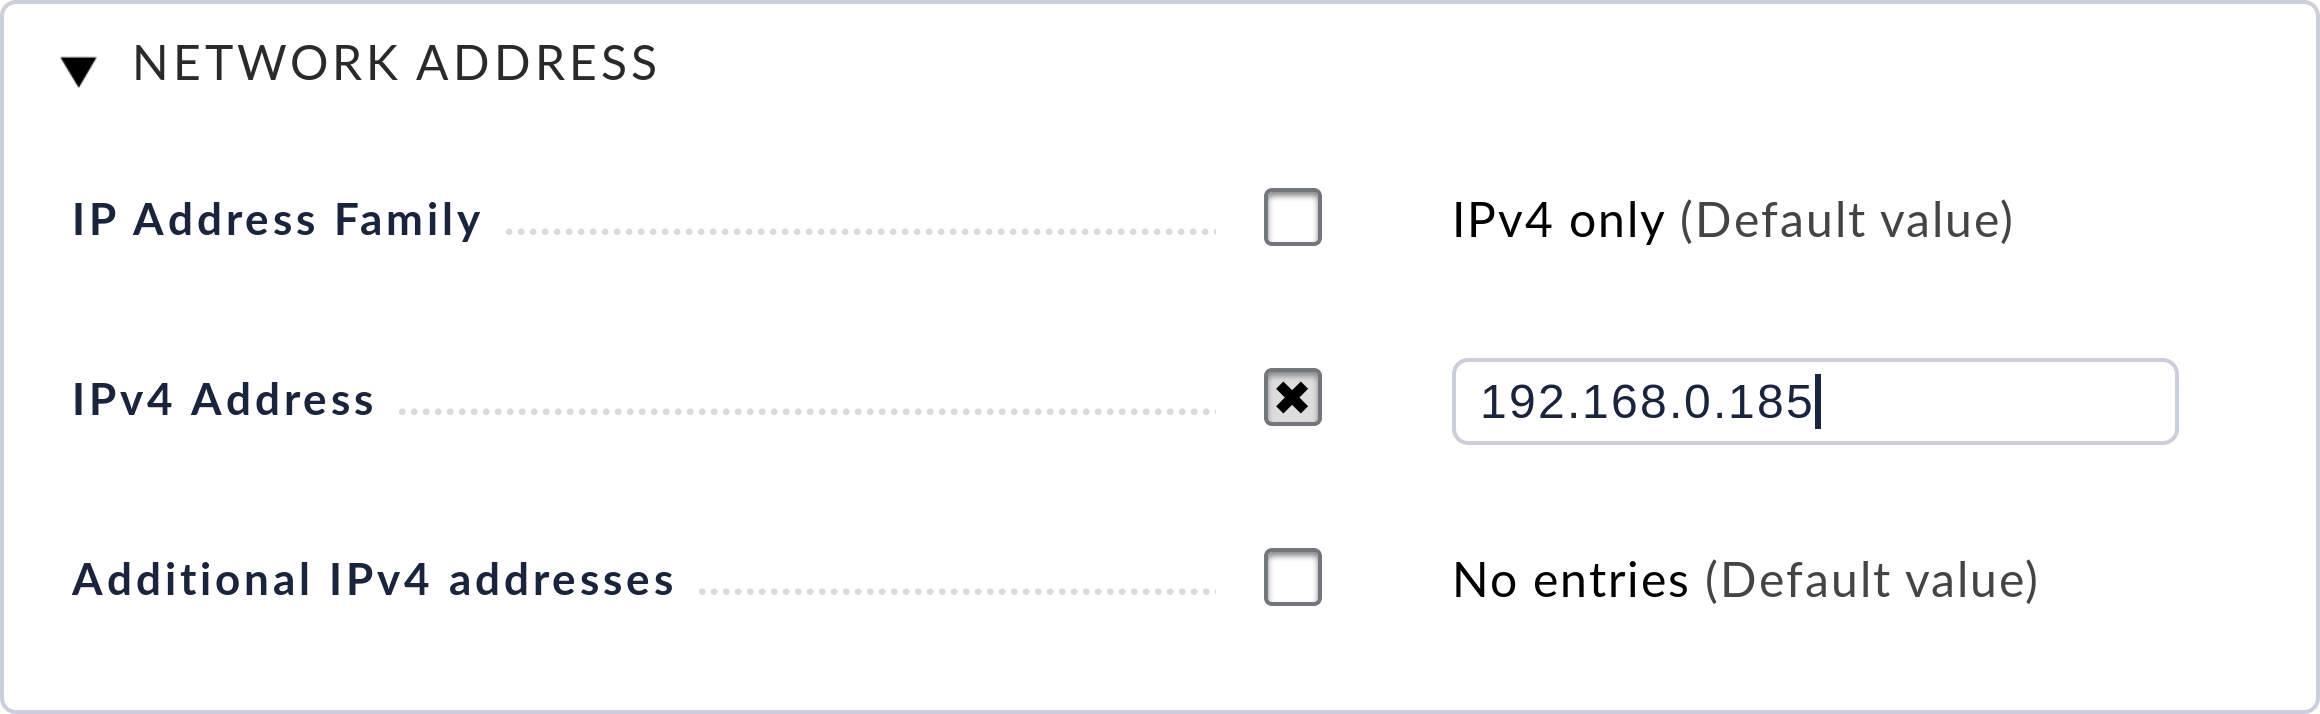 NETWORK ADDRESS
IP Address Family IPv4 only (Default value)
IPv4 Address 192.168.0.185
Additional IPv4 addresses No entries (Default value)